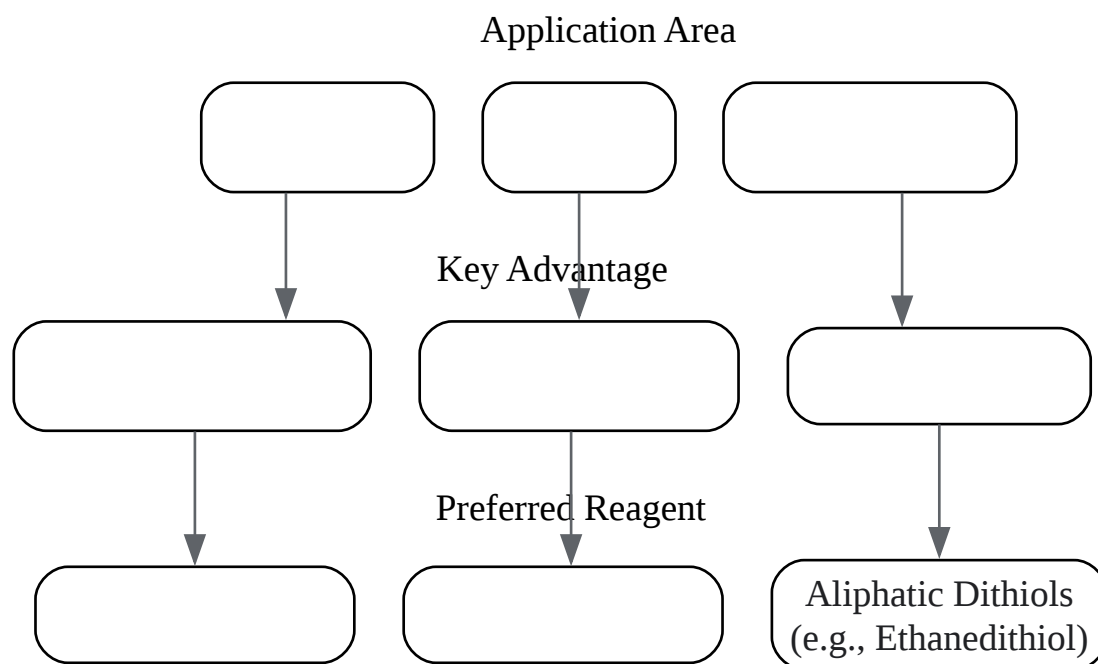 Application Area
Key Advantage
Preferred Reagent
Aliphatic Dithiols
(e.g., Ethanedithiol)